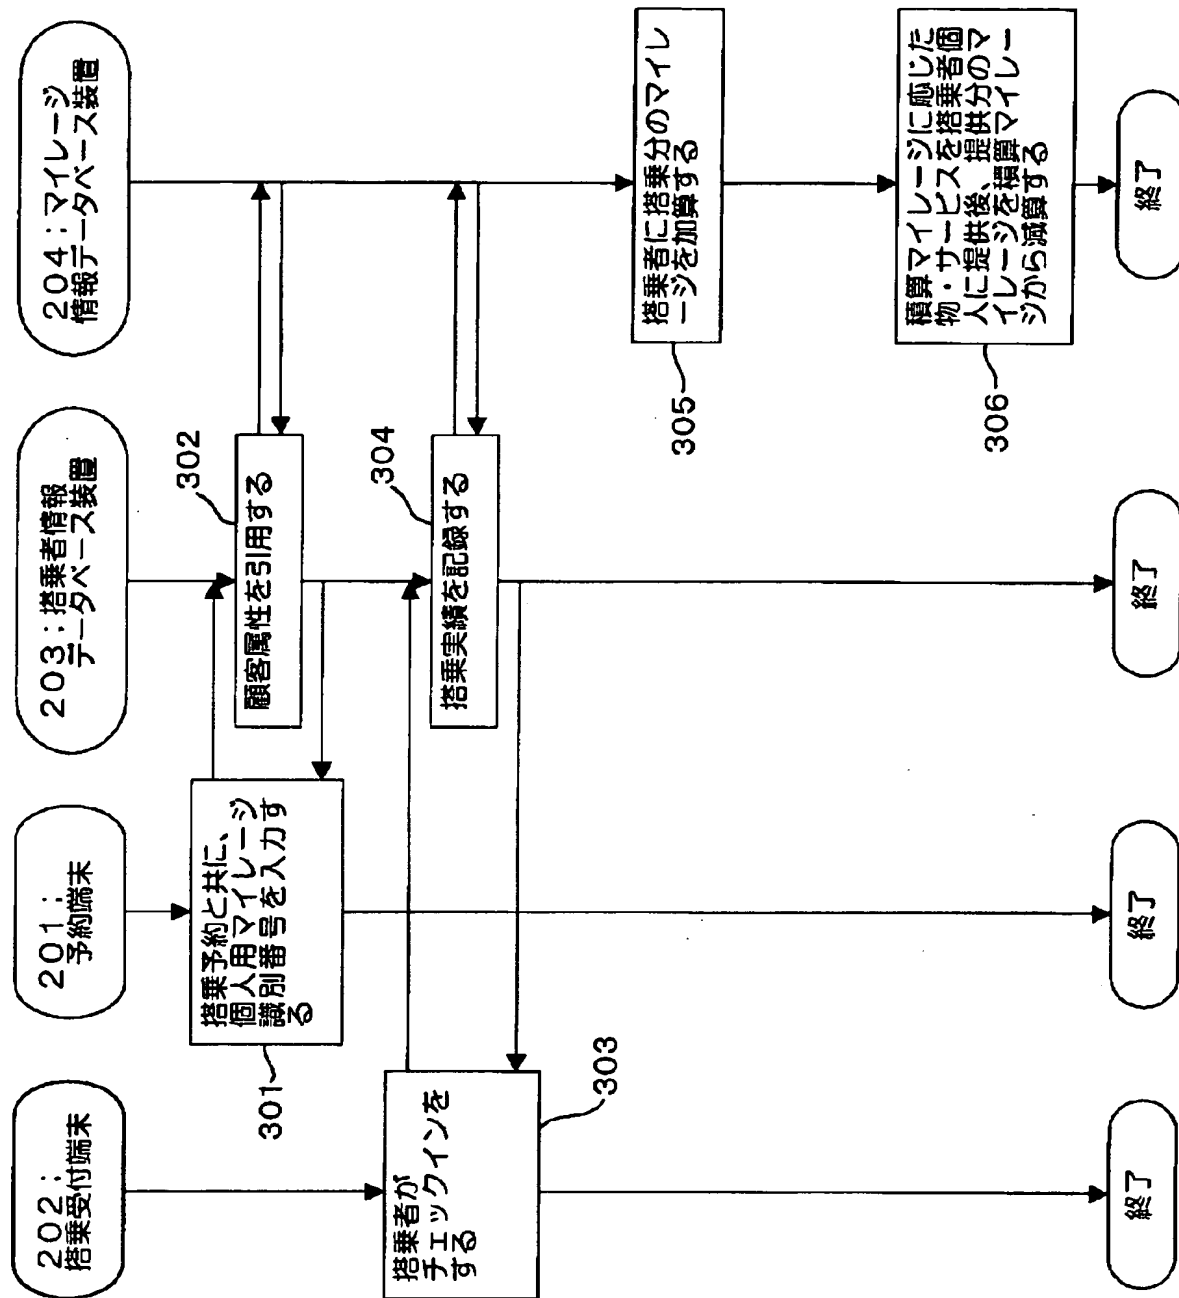 202；
搭乗受付端末
201；
予約端末
203；搭乗者情報
データベース装置
204；マイレージ
情報データベース装置
搭乗予約と共に、
個人用マイレージ
識別番号を入力す
る
301
顧客属性を引用する
302
搭乗者が
チェックインを
する
303
搭乗実績を記録する
304
搭乗者に搭乗分のマイレ
ージを加算する
305
積算マイレージに応じた
物・サービスを搭乗者個
人に提供後、提供分のマ
イレージを積算マイレー
ジから減算する
306
終了
終了
終了
終了